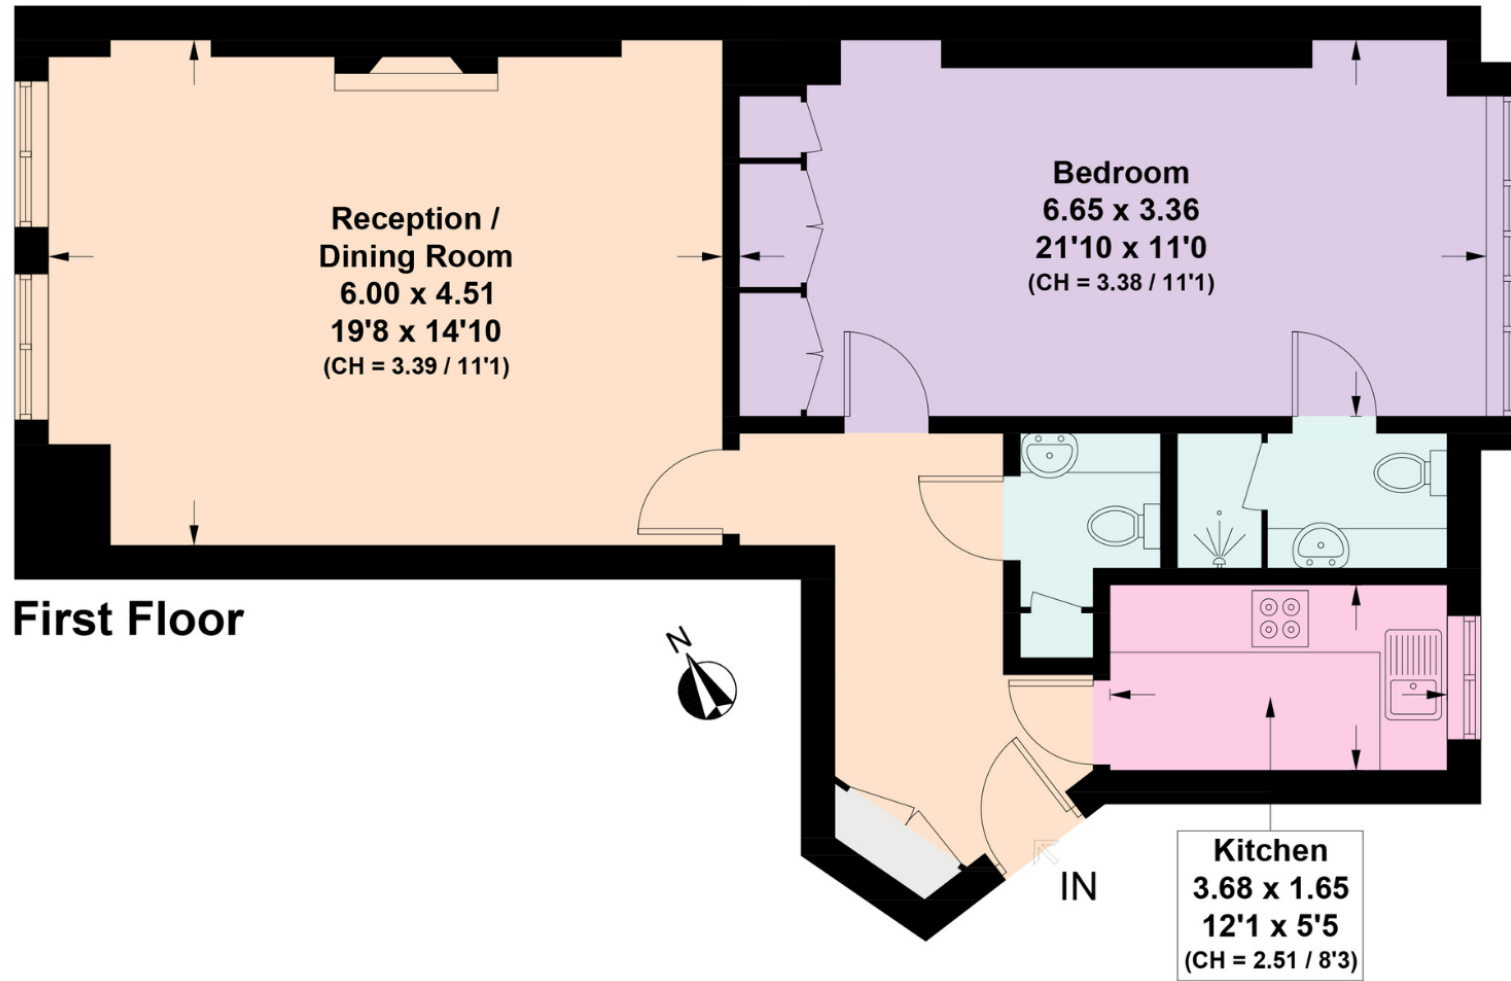 Reception /
Dining Room
6.00 x 4.51
19'8 x 14'10
(CH = 3.39 / 11'1)
Bedroom
6.65 x 3.36
21'10 x 11'0
(CH = 3.38 / 11'1)
First Floor
N
IN
Kitchen
3.68 x 1.65
12'1 x 5'5
(CH = 2.51 / 8'3)